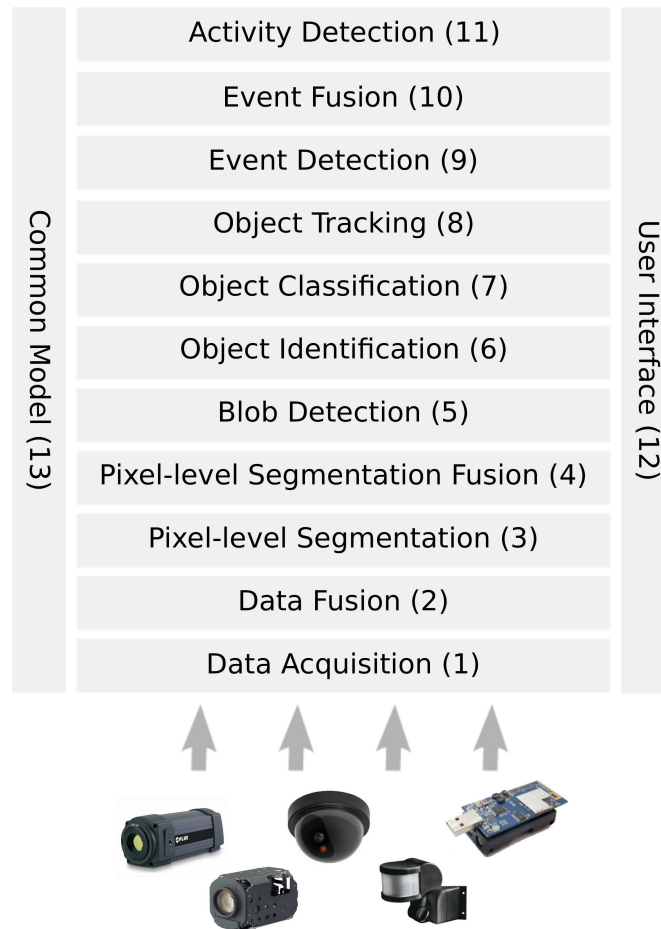 Activity Detection (11)
Event Fusion (10)
Event Detection (9)
Object Tracking (8)
Object Classification (7)
Object Identification (6)
Blob Detection (5)
Pixel-level Segmentation Fusion (4)
Pixel-level Segmentation (3)
Data Fusion (2)
Data Acquisition (1)
Common Model (13)
User Interface (12)
FLIR